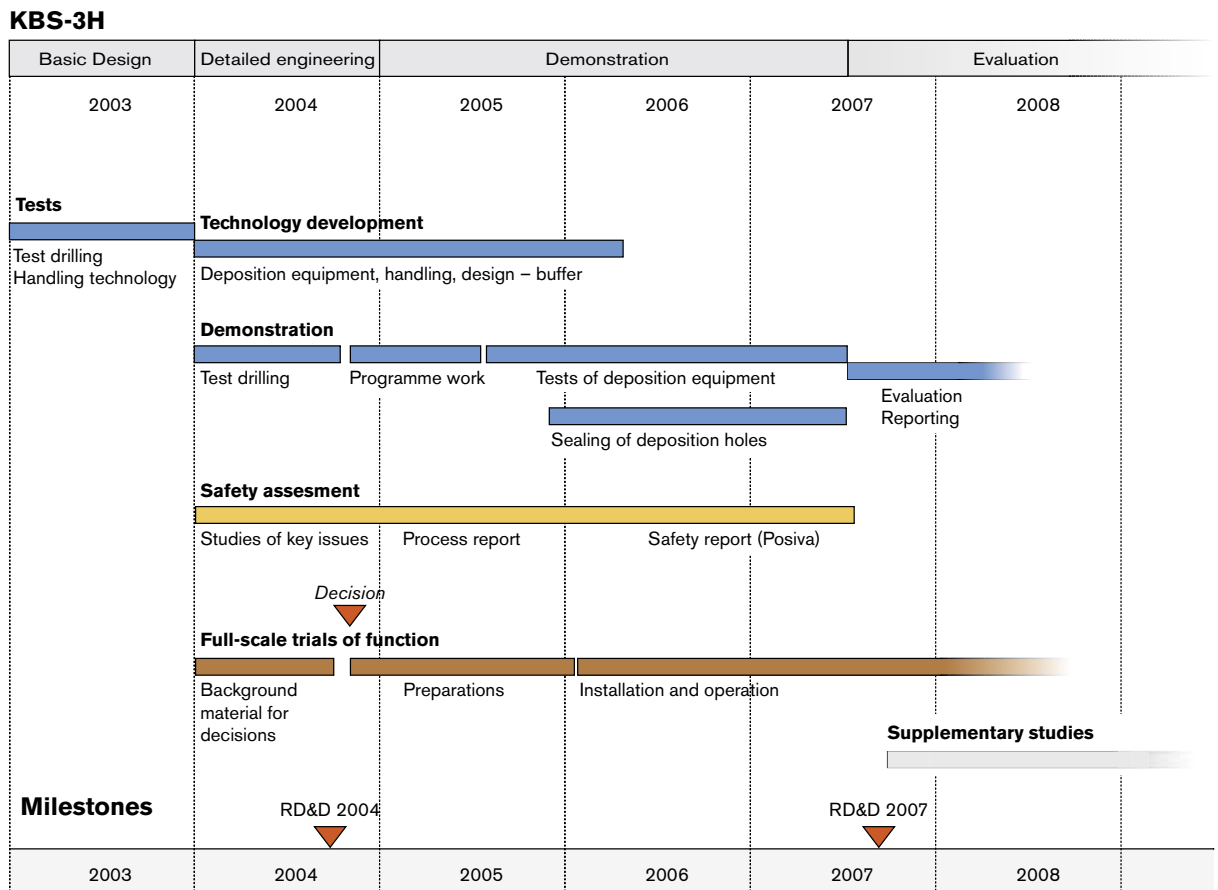 KBS-3H
Basic Design Detailed engineering Demonstration Evaluation
2003 2004 2005 2006 2007 2008
Tests
Technology development
Test drilling
Handling technology
Deposition equipment, handling, design – buffer
Demonstration
Test drilling Programme work Tests of deposition equipment
Evaluation
Reporting
Sealing of deposition holes
Safety assesment
Studies of key issues Process report Safety report (Posiva)
Decision
Full-scale trials of function
Background
material for
decisions
Preparations Installation and operation
Supplementary studies
Milestones
RD&D 2004 RD&D 2007
2003 2004 2005 2006 2007 2008